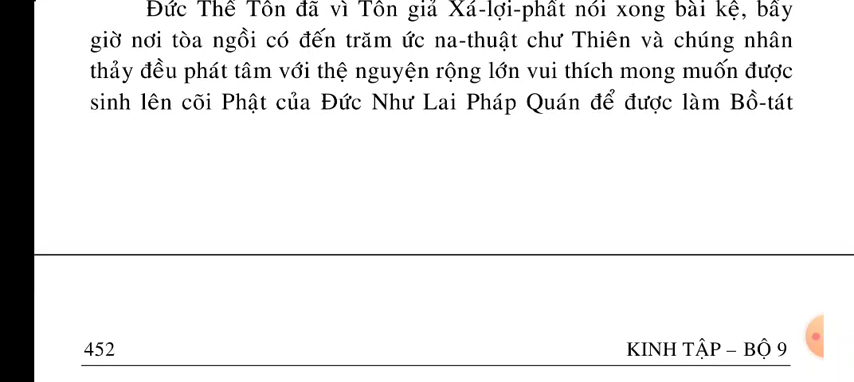 Đức Thế Tôn đã vì Tôn giả Xá-lợi-phất nói xong bài kệ, bấy
giờ nơi tòa ngồi có đến trăm ức na-thuật chư Thiên và chúng nhân
thảy đều phát tâm với thệ nguyện rộng lớn vui thích mong muốn được
sinh lên cõi Phật của Đức Như Lai Pháp Quán để được làm Bồ-tát
452
KINH TẬP – BỘ 9